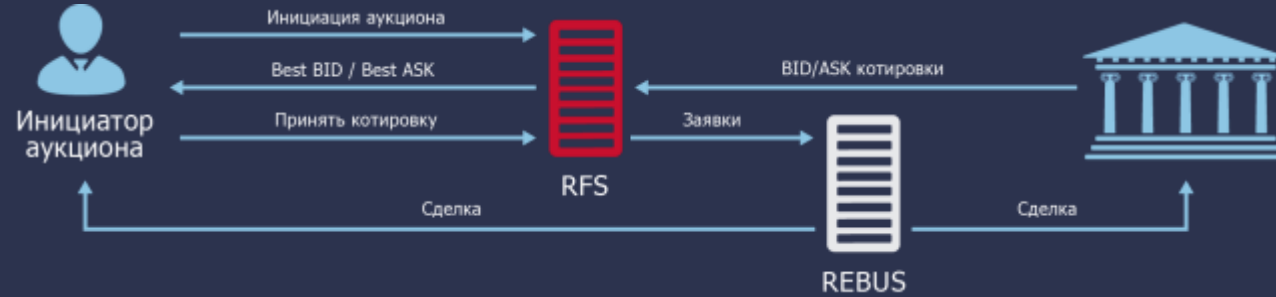 Инициация аукциона
Best BID / Best ASK
BID/ASK котировки
Инициатор
аукциона
Принять котировку
Заявки
RFS
Сделка
Сделка
REBUS